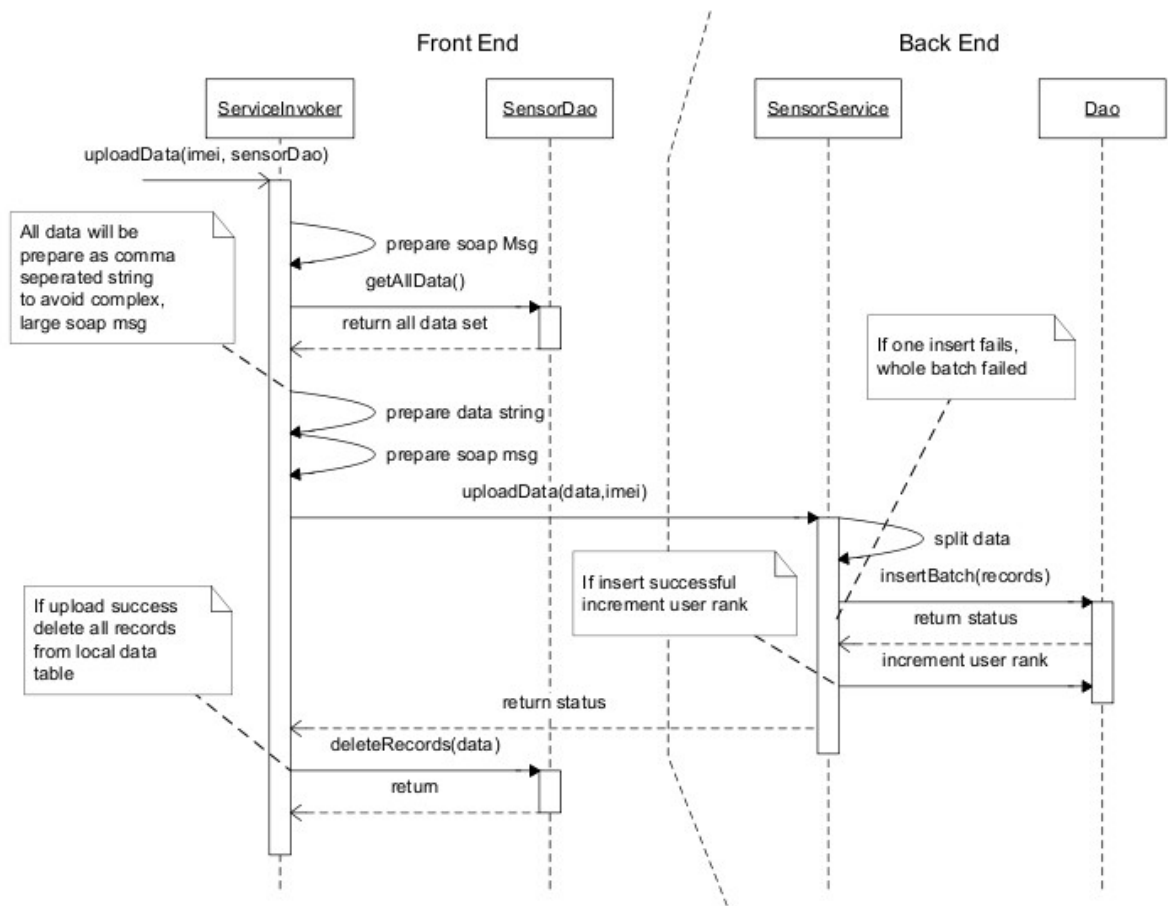 Front End
Back End
ServiceInvoker
SensorDao
SensorService
Dao
uploadData(imei, sensorDao)
All data will be
prepare as comma
seperated string
to avoid complex,
large soap msg
prepare soap Msg
getAllData()
return all data set
If one insert fails,
whole batch failed
prepare data string
prepare soap msg
uploadData(data,imei)
split data
If insert successful
increment user rank
insertBatch(records)
return status
increment user rank
If upload success
delete all records
from local data
table
return status
deleteRecords(data)
return